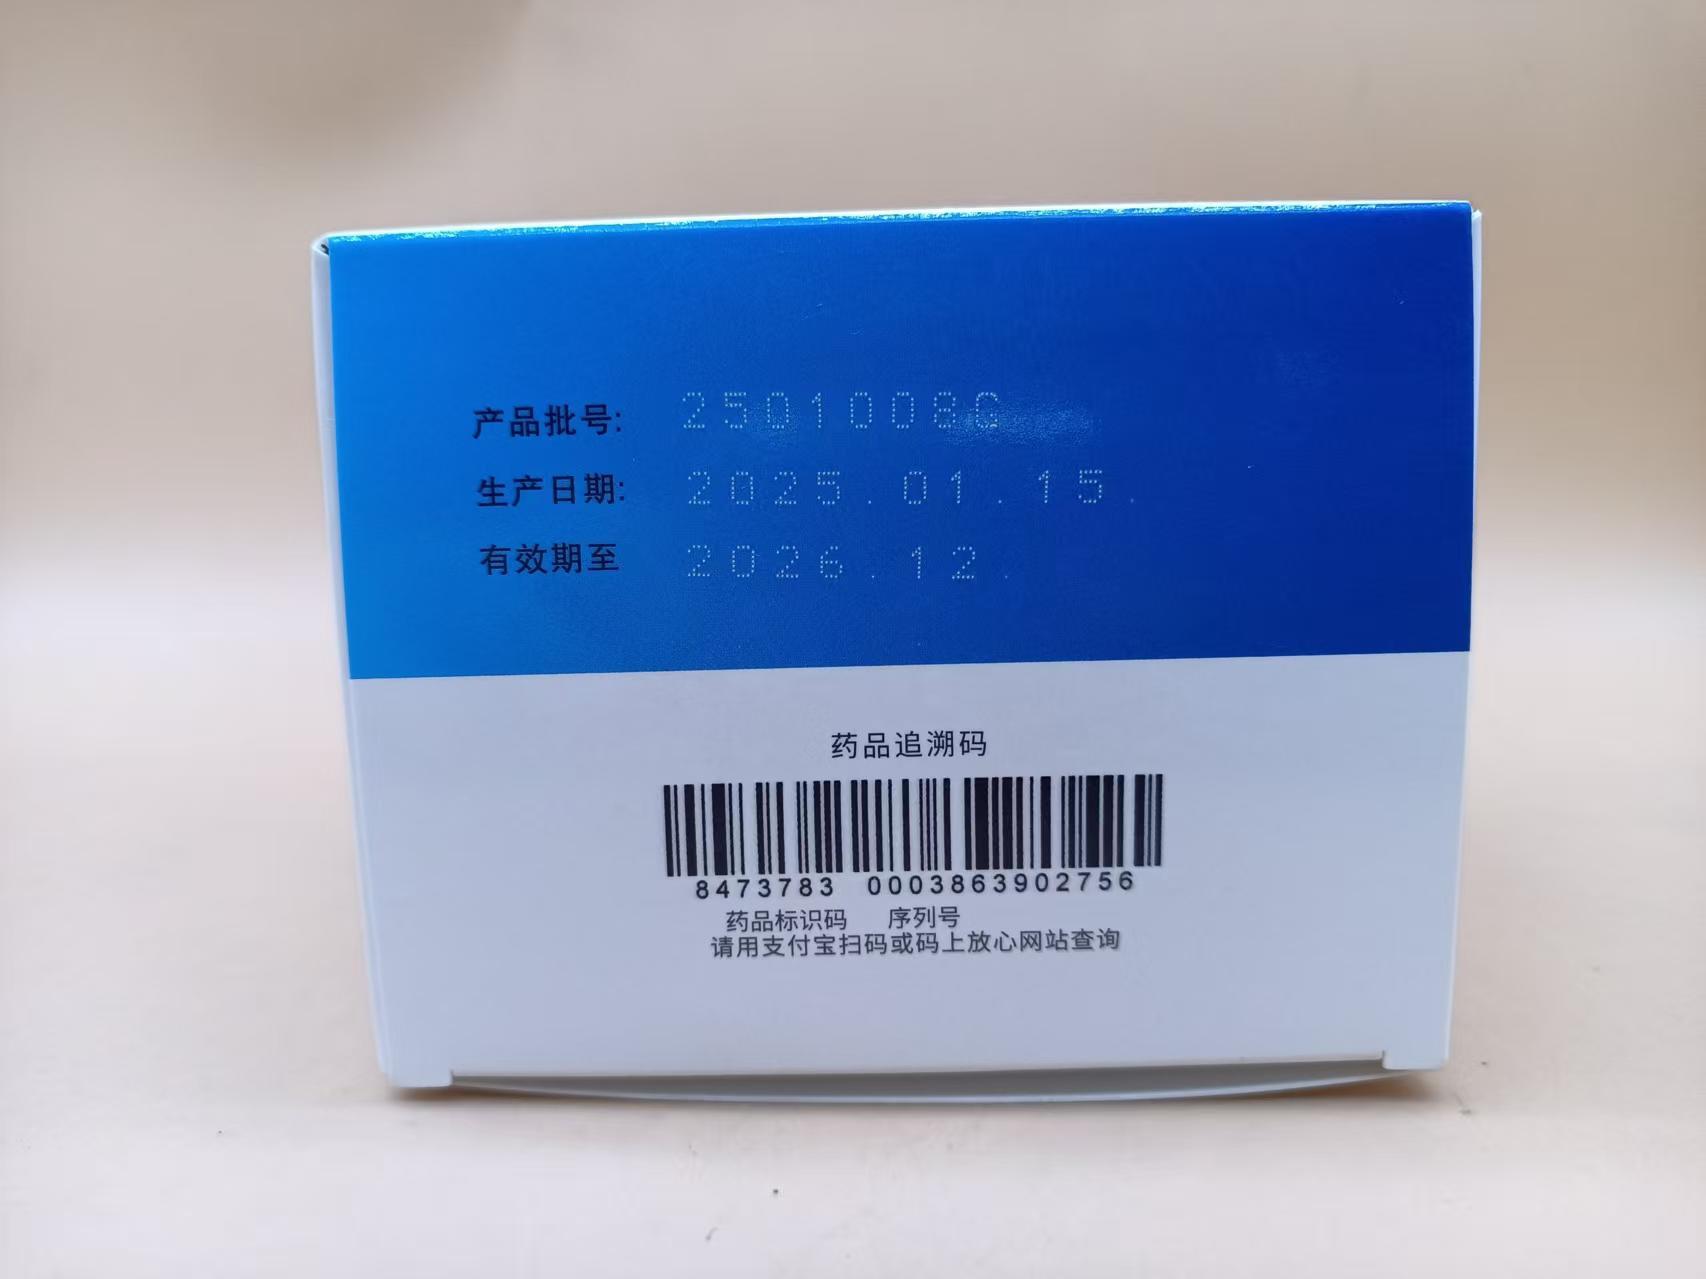 产品批号: 2501008Q
生产日期: 2025.01.15.
有效期至 2026.12.
药品追溯码
8473783 0003863902756
药品标识码 序列号
请用支付宝扫码或码上放心网站查询